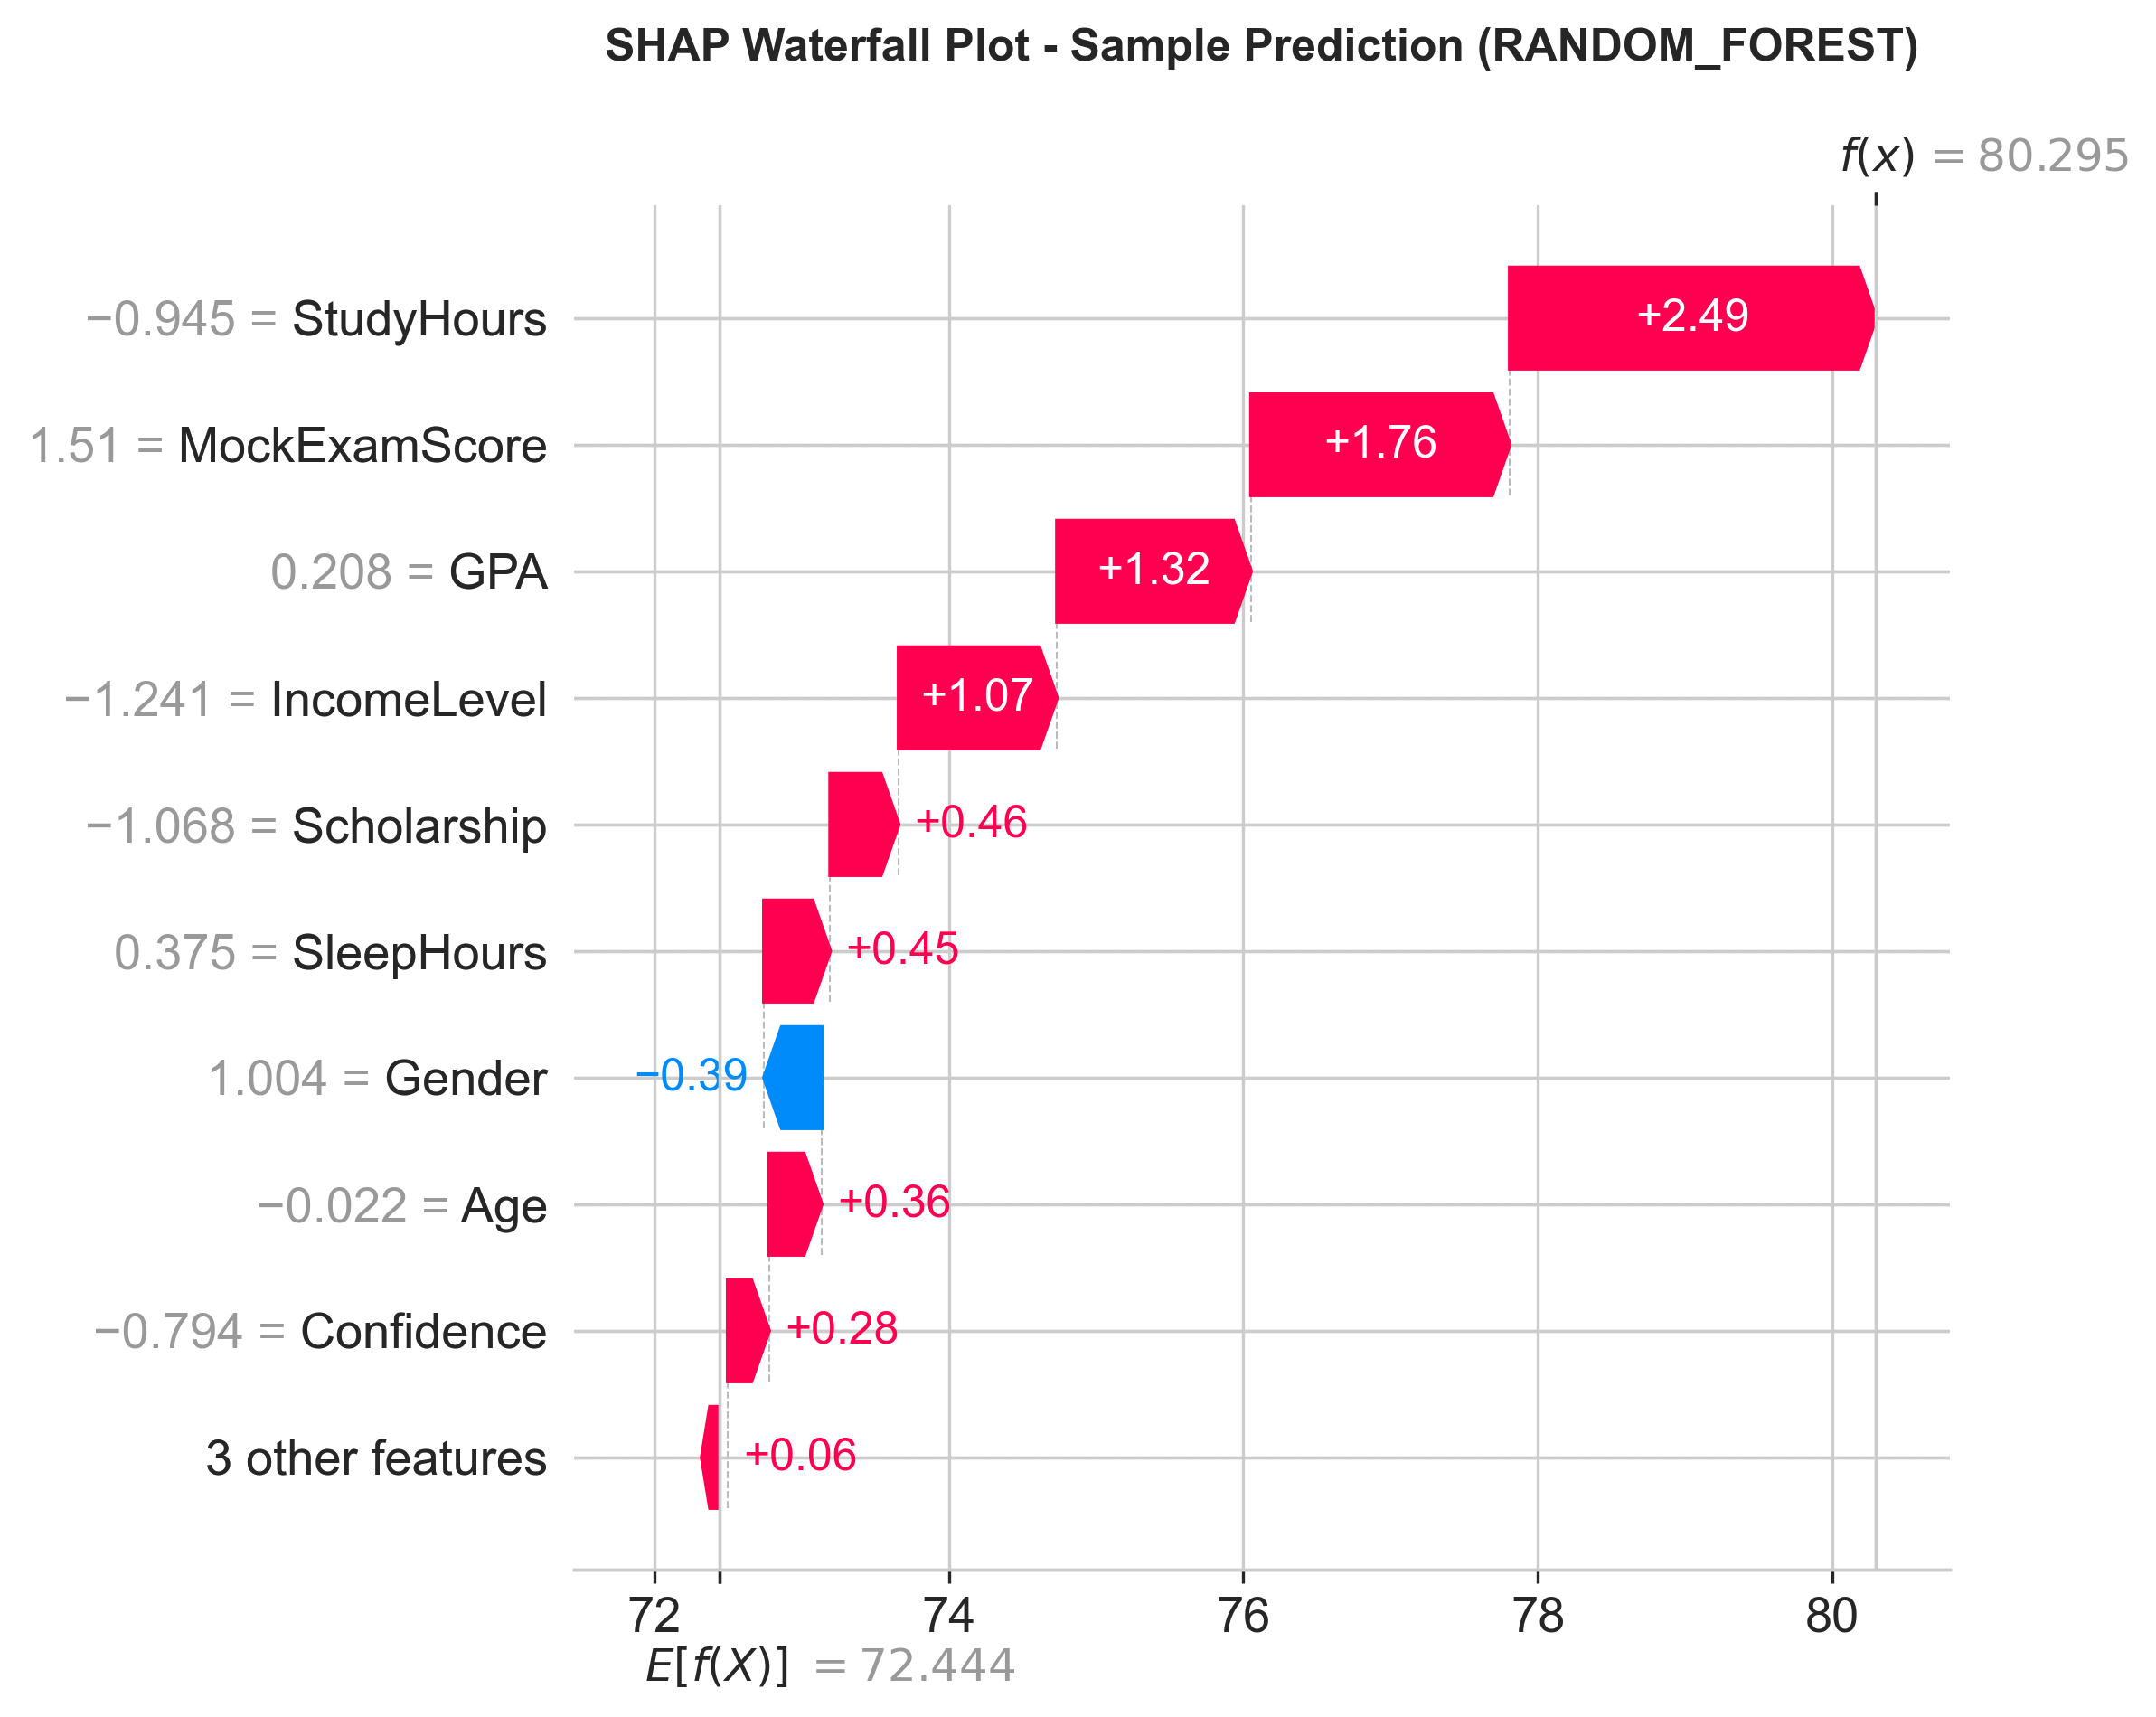 SHAP Waterfall Plot - Sample Prediction (RANDOM_FOREST)
f(x) = 80.295
−0.945 = StudyHours
+2.49
1.51 = MockExamScore
+1.76
0.208 = GPA
+1.32
−1.241 = IncomeLevel
+1.07
−1.068 = Scholarship
+0.46
0.375 = SleepHours
+0.45
1.004 = Gender
−0.39
−0.022 = Age
+0.36
−0.794 = Confidence
+0.28
3 other features
+0.06
72 74 76 78 80
E[f(X)] = 72.444